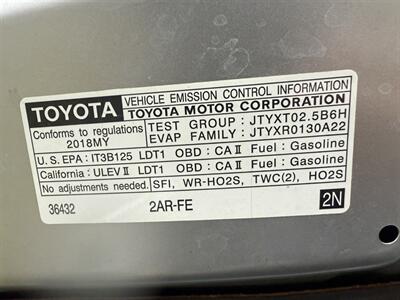 TOYOTA VEHICLE EMISSION CONTROL INFORMATION
TOYOTA MOTOR CORPORATION
Conforms to regulations TEST GROUP : JTYXT02.5B6H
2018MY EVAP FAMILY : JTYXR0130A22
U.S. EPA : IT3B125 LDT1 OBD : CA II Fuel : Gasoline
California : ULEV II LDT1 OBD : CA II Fuel : Gasoline
No adjustments needed. SFI, WR-HO2S, TWC(2), HO2S
36432 2AR-FE 2N